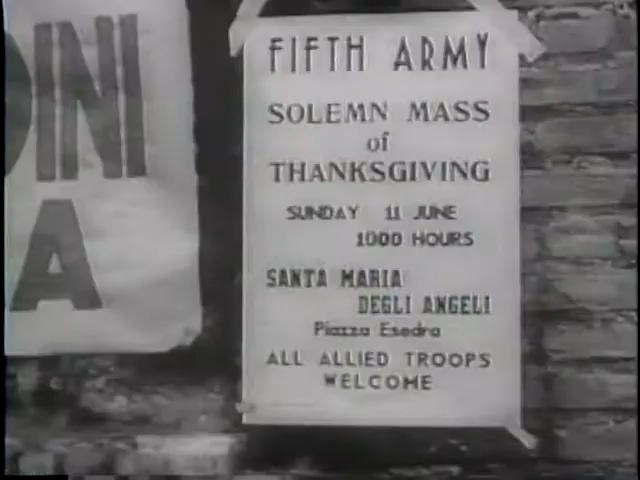 INI
A
FIFTH ARMY
SOLEMN MASS
of
THANKSGIVING
SUNDAY 11 JUNE
1000 HOURS
SANTA MARIA
DEGLI ANGELI
Piazza Esedra
ALL ALLIED TROOPS
WELCOME